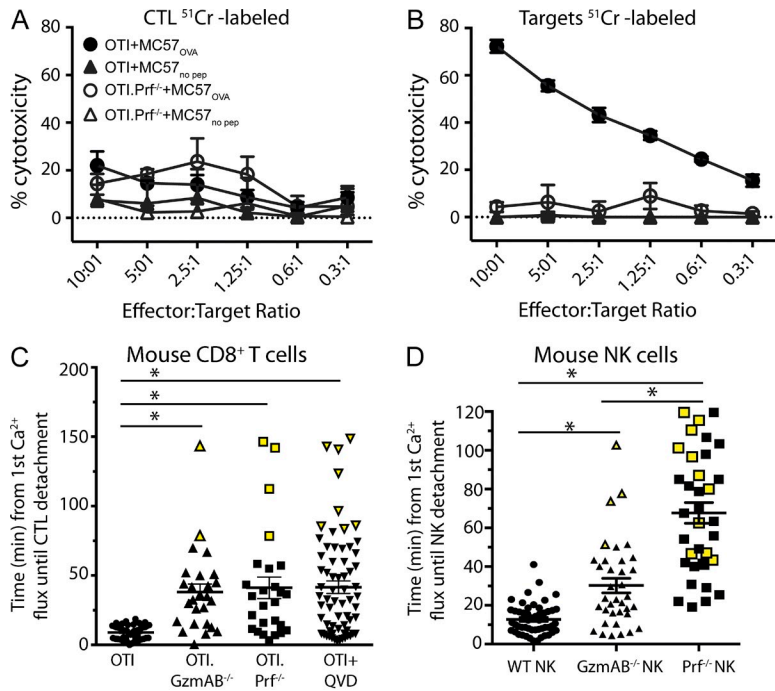 A
CTL ⁵¹Cr -labeled
OTI+MC57OVA
OTI+MC57no pep
OTI.Prf-/-+MC57OVA
OTI.Prf-/-+MC57no pep
% cytotoxicity
80
60
40
20
0
10:01
5:01
2.5:1
1.25:1
0.6:1
0.3:1
Effector:Target Ratio
B
Targets ⁵¹Cr -labeled
% cytotoxicity
80
60
40
20
0
10:01
5:01
2.5:1
1.25:1
0.6:1
0.3:1
Effector:Target Ratio
C
Mouse CD8⁺ T cells
Time (min) from 1st Ca²⁺
flux until CTL detachment
200
150
100
50
0
*
*
*
OTI
OTI.
GzmAB-/-
OTI.
Prf-/-
OTI+
QVD
D
Mouse NK cells
Time (min) from 1st Ca²⁺
flux until NK detachment
120
100
80
60
40
20
10
0
*
*
*
WT NK
GzmAB-/- NK
Prf-/- NK